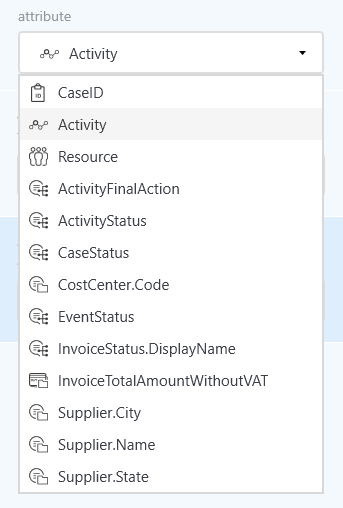 attribute
Activity
CaseID
Activity
Resource
ActivityFinalAction
ActivityStatus
CaseStatus
CostCenter.Code
EventStatus
InvoiceStatus.DisplayName
InvoiceTotalAmountWithoutVAT
Supplier.City
Supplier.Name
Supplier.State